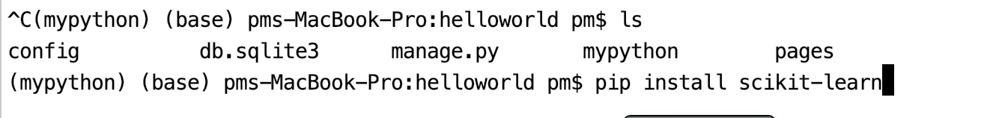 ^C(mypython) (base) pms-MacBook-Pro:helloworld pm$ ls
config db.sqlite3 manage.py mypython pages
(mypython) (base) pms-MacBook-Pro:helloworld pm$ pip install scikit-learn